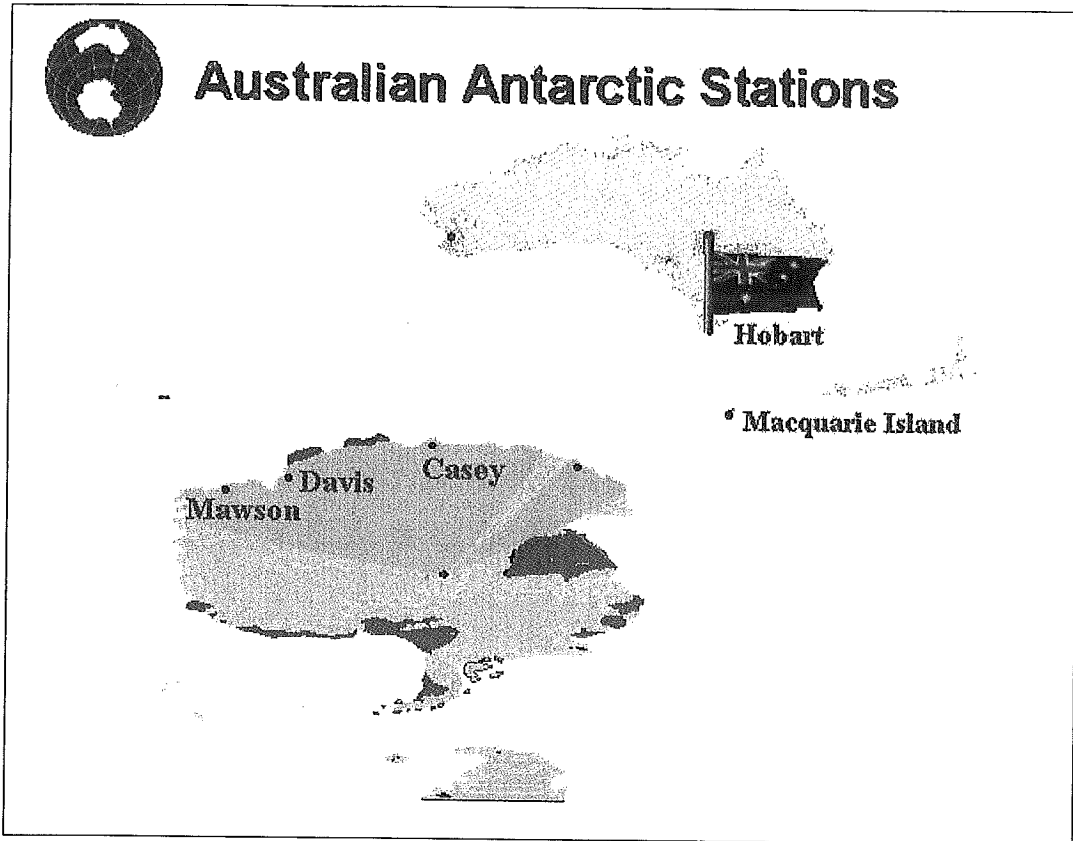 Australian Antarctic Stations
Hobart
Macquarie Island
Casey
Davis
Mawson